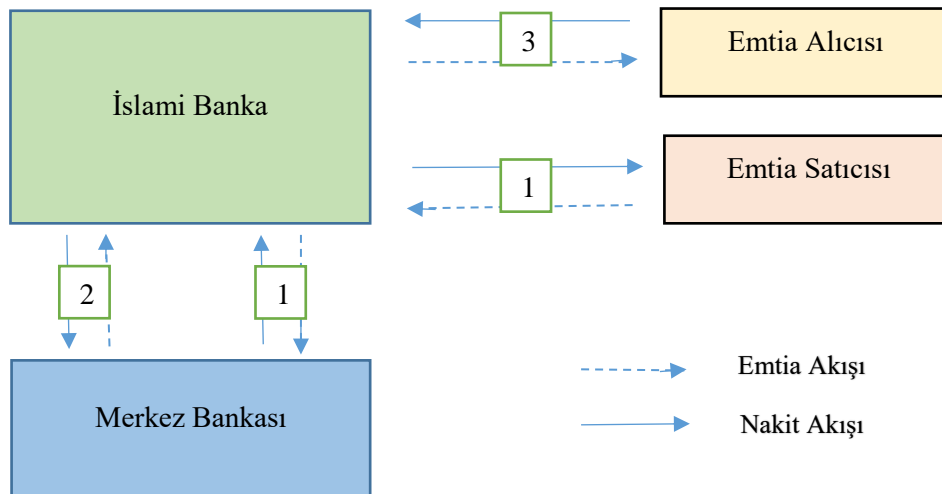 3
Emtia Alıcısı
İslami Banka
1
Emtia Satıcısı
2
1
Emtia Akışı
Merkez Bankası
Nakit Akışı